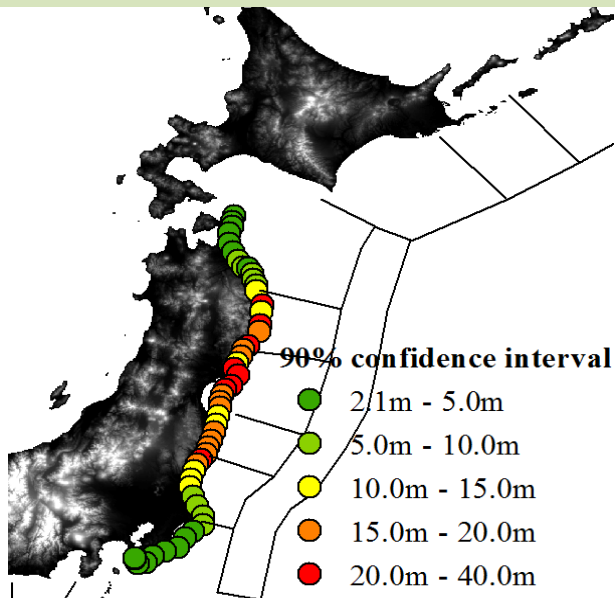 90% confidence interval
2.1m - 5.0m
5.0m - 10.0m
10.0m - 15.0m
15.0m - 20.0m
20.0m - 40.0m